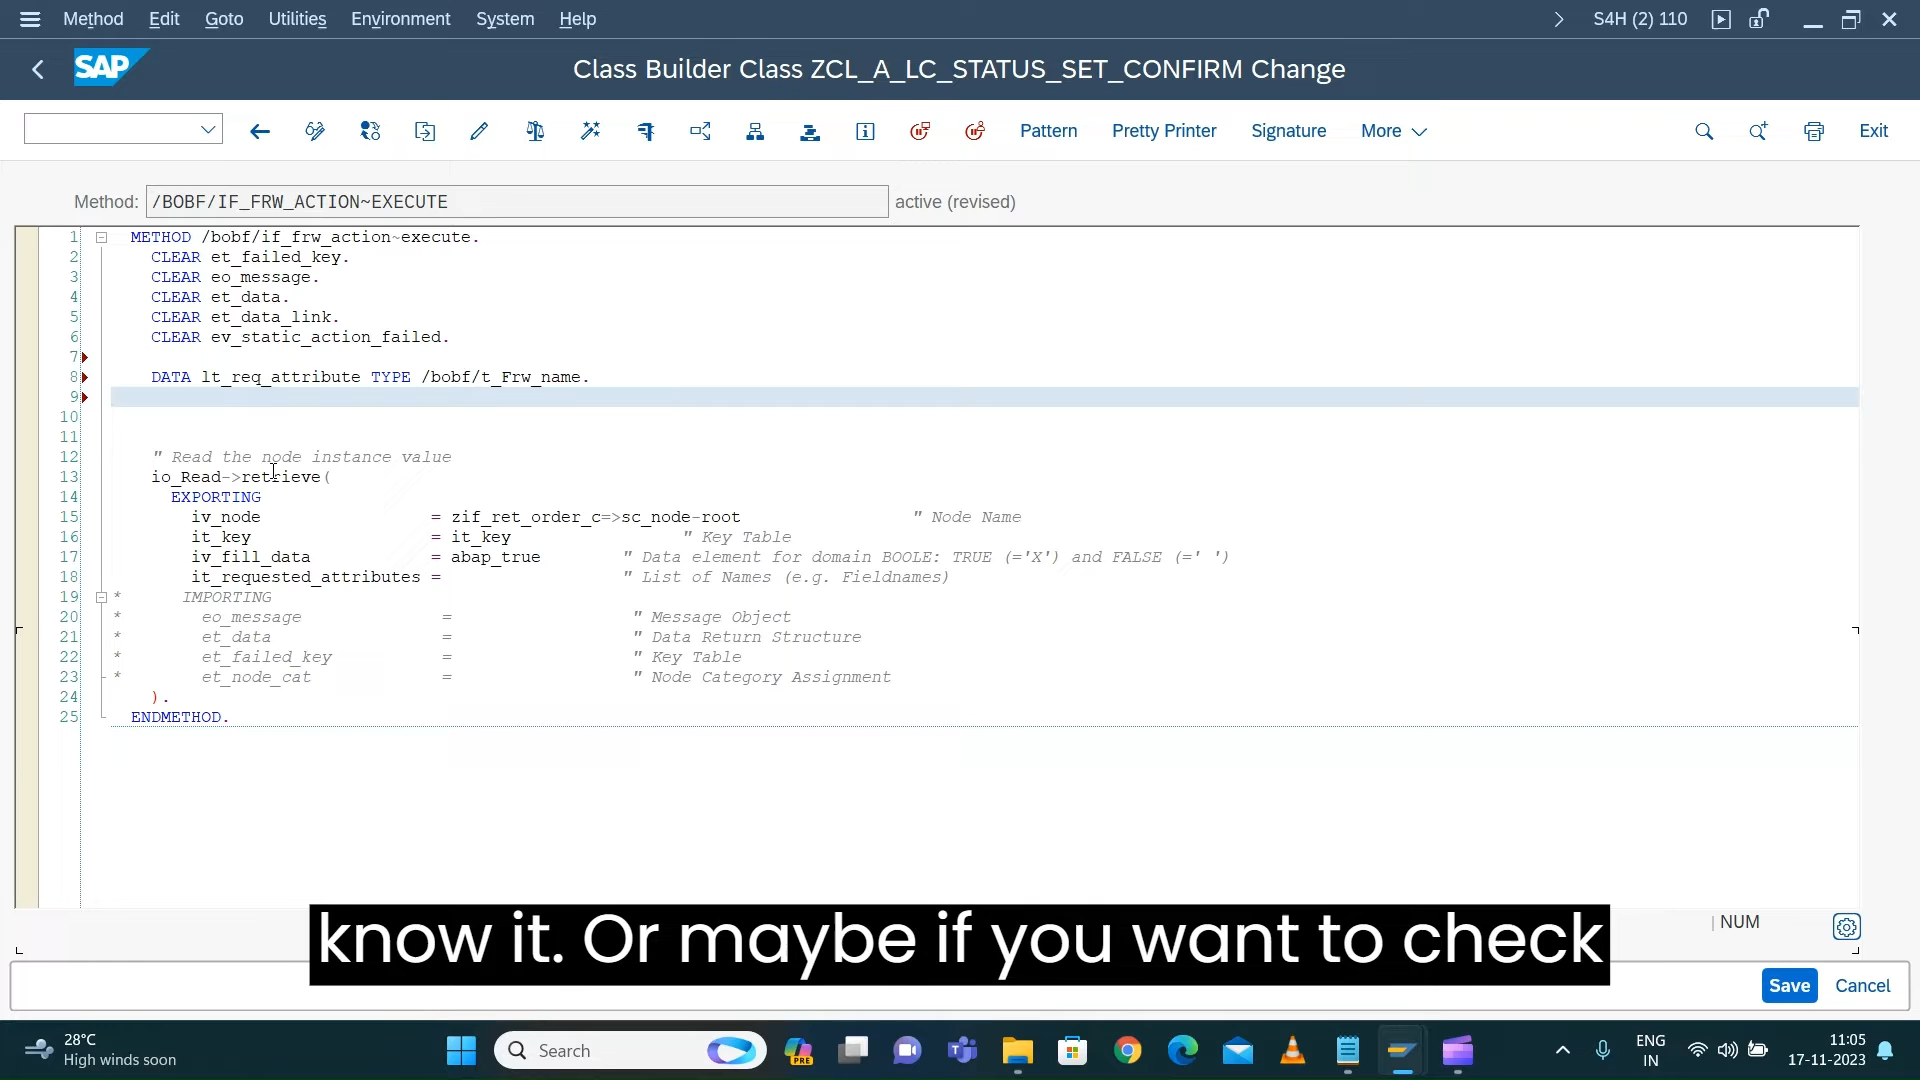 Method Edit Goto Utilities Environment System Help S4H (2) 110
SAP Class Builder Class ZCL_A_LC_STATUS_SET_CONFIRM Change
Pattern Pretty Printer Signature More Exit
Method: /BOBF/IF_FRW_ACTION~EXECUTE active (revised)
1 METHOD /bobf/if_frw_action~execute.
2 CLEAR et_failed_key.
3 CLEAR eo_message.
4 CLEAR et_data.
5 CLEAR et_data_link.
6 CLEAR ev_static_action_failed.
7
8 DATA lt_req_attribute TYPE /bobf/t_Frw_name.
9
10
11
12 " Read the node instance value
13 io_Read->retrieve(
14 EXPORTING
15 iv_node = zif_ret_order_c=>sc_node-root " Node Name
16 it_key = it_key " Key Table
17 iv_fill_data = abap_true " Data element for domain BOOLE: TRUE (='X') and FALSE (=' ')
18 it_requested_attributes = " List of Names (e.g. Fieldnames)
19 * IMPORTING
20 * eo_message = " Message Object
21 * et_data = " Data Return Structure
22 * et_failed_key = " Key Table
23 * et_node_cat = " Node Category Assignment
24 ).
25 ENDMETHOD.
NUM
know it. Or maybe if you want to check
Save Cancel
28°C
High winds soon
Search
PRE
ENG
IN
11:05
17-11-2023